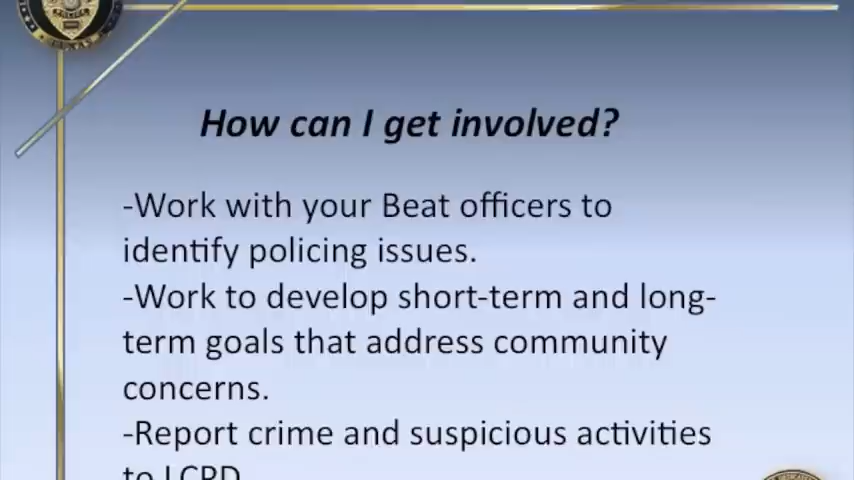 How can I get involved?
-Work with your Beat officers to
identify policing issues.
-Work to develop short-term and long-
term goals that address community
concerns.
-Report crime and suspicious activities
to LCPD